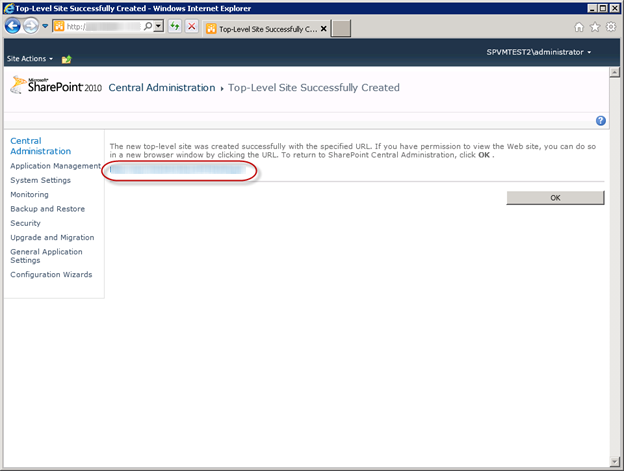 Top-Level Site Successfully Created - Windows Internet Explorer
http://
Top-Level Site Successfully C...
SPVMTEST2\administrator
Site Actions
Microsoft
SharePoint 2010 Central Administration Top-Level Site Successfully Created
Central
Administration
Application Management
System Settings
Monitoring
Backup and Restore
Security
Upgrade and Migration
General Application
Settings
Configuration Wizards
The new top-level site was created successfully with the specified URL. If you have permission to view the Web site, you can do so
in a new browser window by clicking the URL. To return to SharePoint Central Administration, click OK .
OK